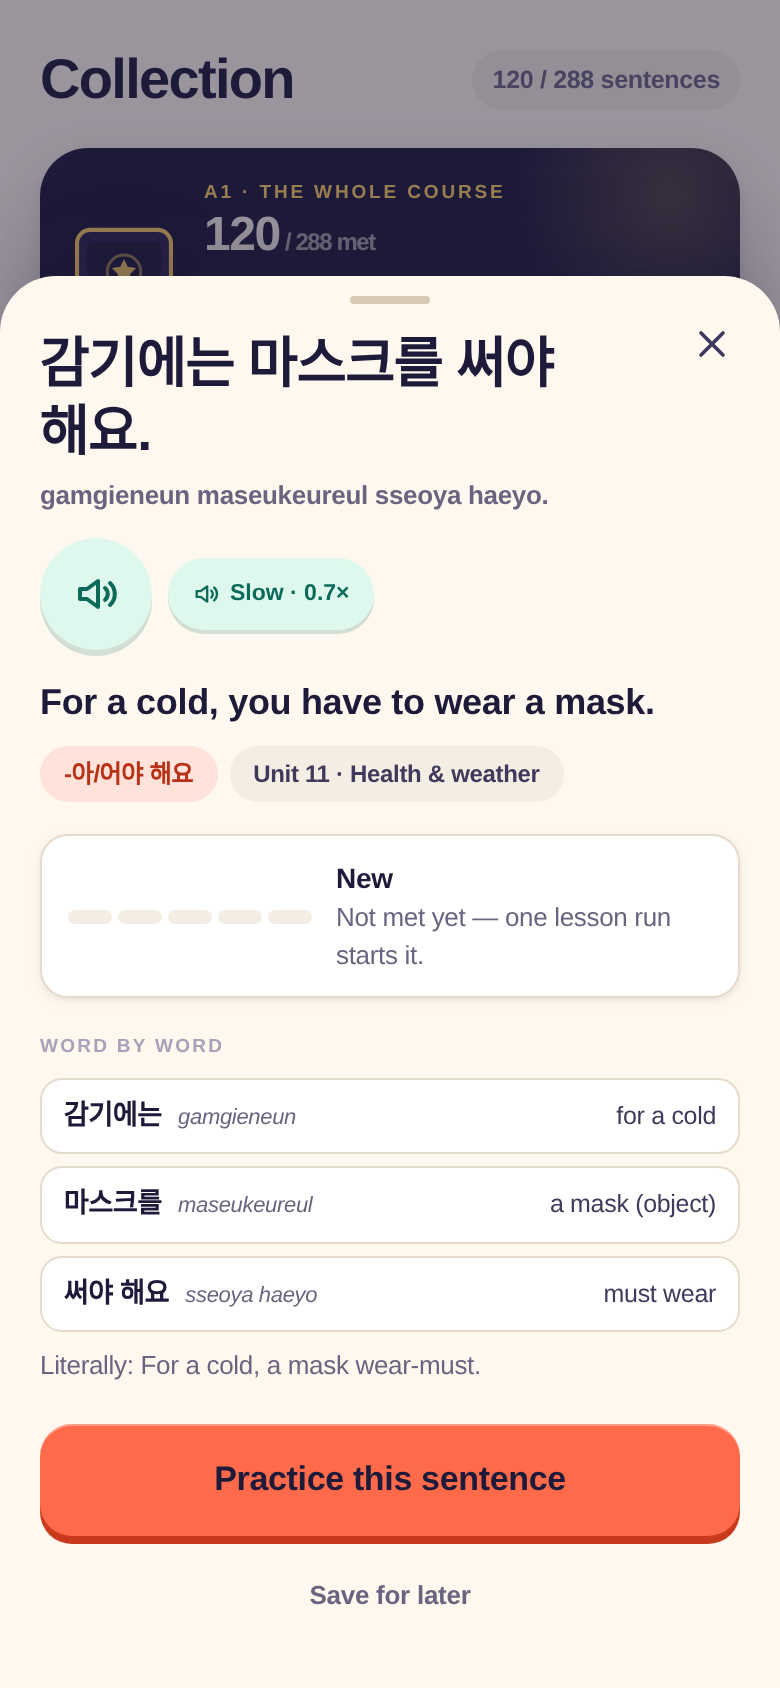 Collection
120 / 288 sentences
A1 · THE WHOLE COURSE
120 / 288 met
감기에는 마스크를 써야
해요.
gamgieneun maseukeureul sseoya haeyo.
Slow · 0.7×
For a cold, you have to wear a mask.
-아/어야 해요
Unit 11 · Health & weather
New
Not met yet — one lesson run
starts it.
WORD BY WORD
감기에는 gamgieneun for a cold
마스크를 maseukeureul a mask (object)
써야 해요 sseoya haeyo must wear
Literally: For a cold, a mask wear-must.
Practice this sentence
Save for later